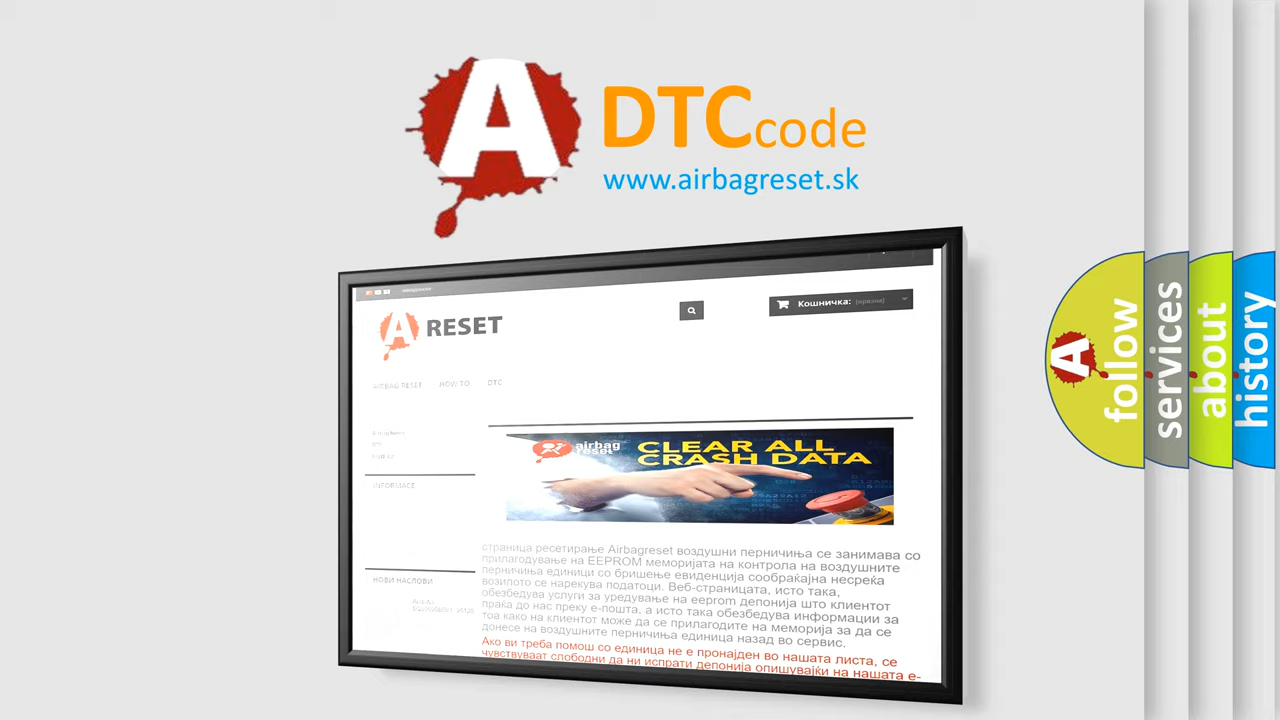 A
DTC code
www.airbagreset.sk
A RESET
Кошничка: (празна)
AIRBAG RESET HOW TO DTC
INFORMACE
airbag
reset
CLEAR ALL
CRASH DATA
страница ресетирање Airbagreset воздушни перничиња се занимава со
прилагодување на EEPROM меморијата на контрола на воздушните
перничиња единици со бришење евиденција сообраќајна несреќа
возилото се нарекува податоци. Веб-страницата, исто така,
обезбедува услуги за уредување на eeprom депонија што клиентот
праќа до нас преку е-пошта, а исто така обезбедува информации за
тоа како на клиентот може да се прилагодите на меморија за да се
донесе на воздушните перничиња единица назад во сервис.
Ако ви треба помош со единица не е пронајден во нашата листа, се
чувствуваат слободни да ни испрати депонија опишувајќи на нашата е-
НОВИ НАСЛОВИ
A
follow
services
about
history